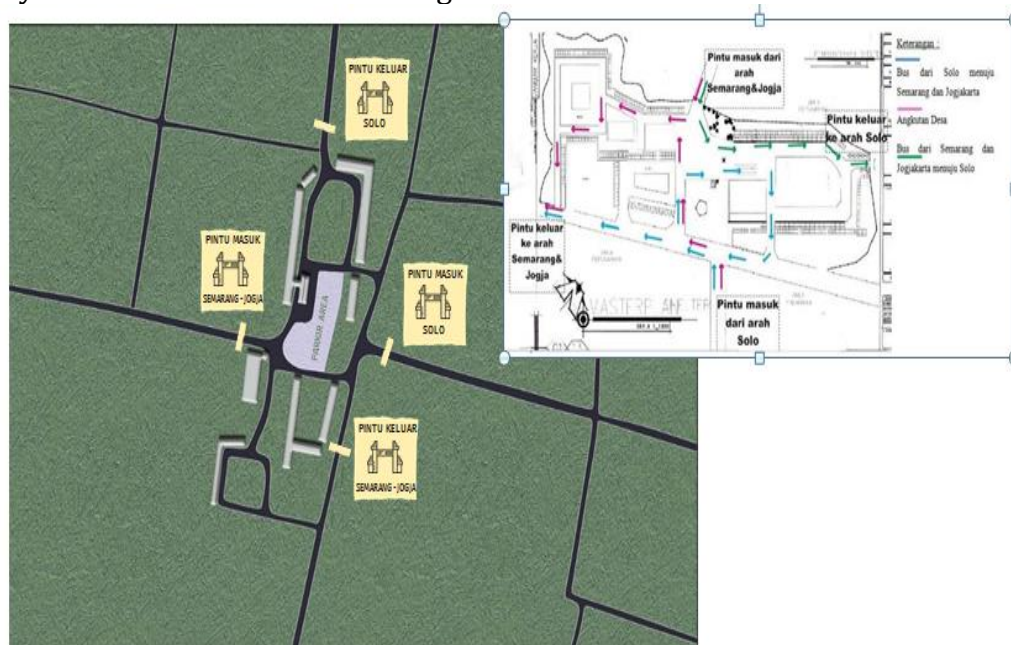 PINTU KELUAR
SOLO
PINTU MASUK
SEMARANG - JOGJA
PINTU MASUK
SOLO
PARKIR AREA
PINTU KELUAR
SEMARANG - JOGJA
Pintu masuk dari
arah
Semarang&Jogja
Pintu keluar
ke arah Solo
Pintu keluar
ke arah
Semarang&
Jogja
Pintu masuk
dari arah
Solo
Keterangan :
Bus dari Solo menuju
Semarang dan Jogjakarta
Angkutan Desa
Bus dari Semarang dan
Jogjakarta menuju Solo